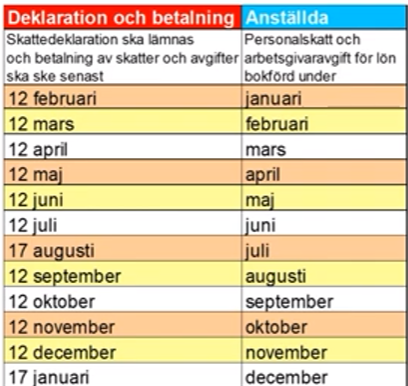 Deklaration och betalning Anställda
Skattedeklaration ska lämnas
och betalning av skatter och avgifter
ska ske senast
Personalskatt och
arbetsgivaravgift för lön
bokförd under
12 februari januari
12 mars februari
12 april mars
12 maj april
12 juni maj
12 juli juni
17 augusti juli
12 september augusti
12 oktober september
12 november oktober
12 december november
17 januari december